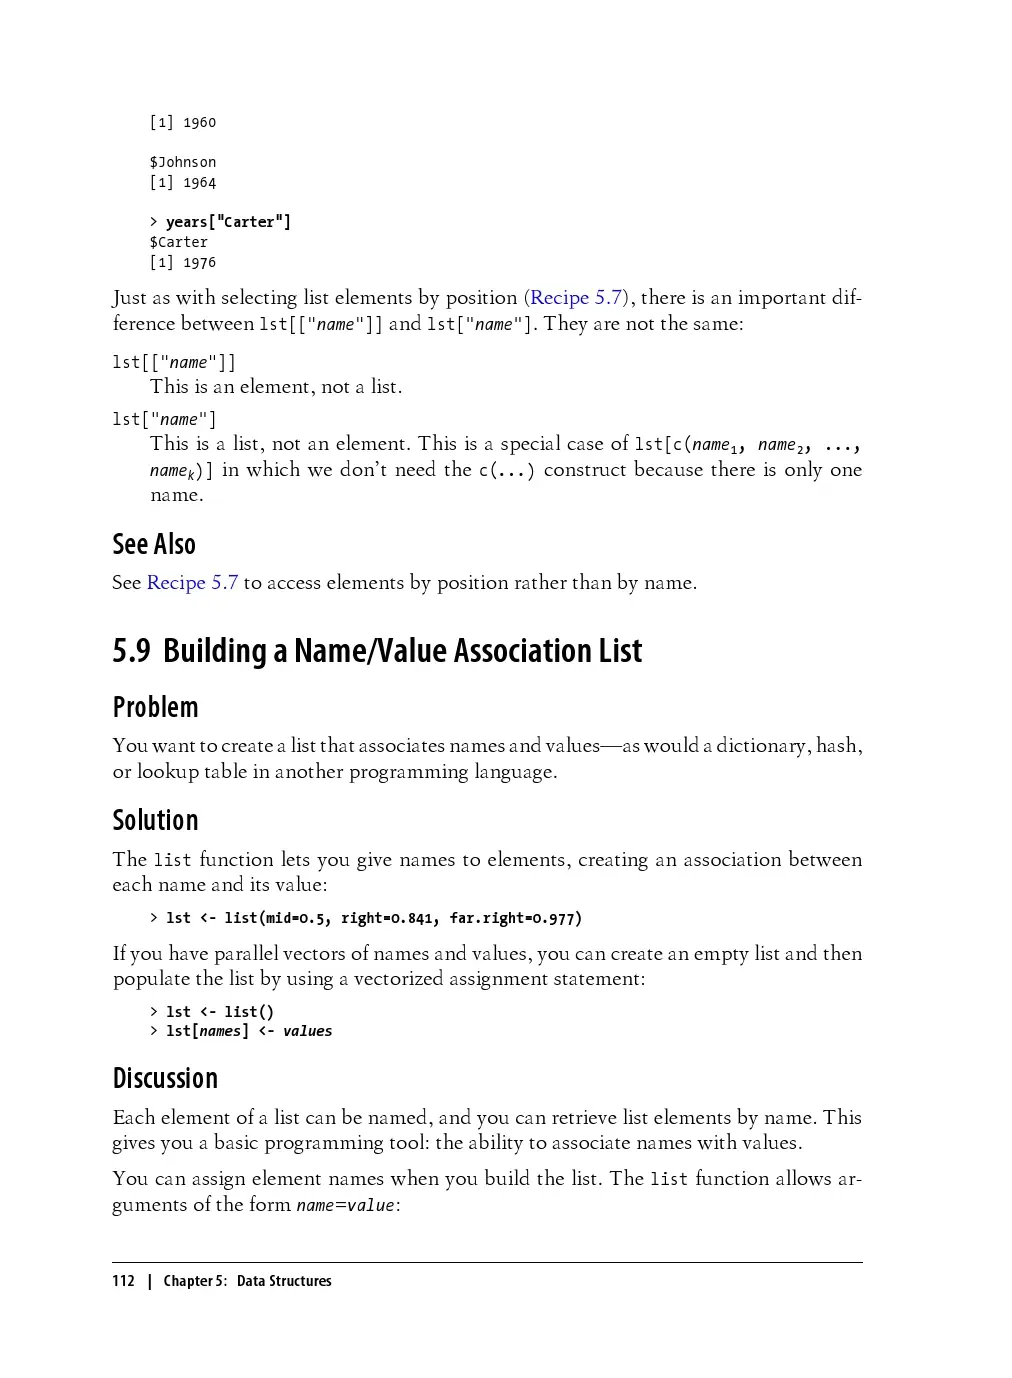 [1] 1960
$Johnson
[1] 1964
> years["Carter"]
$Carter
[1] 1976
Just as with selecting list elements by position (Recipe 5.7), there is an important dif-
ference between lst[["name"]] and lst["name"]. They are not the same:
lst[["name"]]
This is an element, not a list.
lst["name"]
This is a list, not an element. This is a special case of lst[c(name1, name2, ...,
namek)] in which we don’t need the c(...) construct because there is only one
name.
See Also
See Recipe 5.7 to access elements by position rather than by name.
5.9 Building a Name/Value Association List
Problem
You want to create a list that associates names and values—as would a dictionary, hash,
or lookup table in another programming language.
Solution
The list function lets you give names to elements, creating an association between
each name and its value:
> lst <- list(mid=0.5, right=0.841, far.right=0.977)
If you have parallel vectors of names and values, you can create an empty list and then
populate the list by using a vectorized assignment statement:
> lst <- list()
> lst[names] <- values
Discussion
Each element of a list can be named, and you can retrieve list elements by name. This
gives you a basic programming tool: the ability to associate names with values.
You can assign element names when you build the list. The list function allows ar-
guments of the form name=value:
112 | Chapter 5: Data Structures